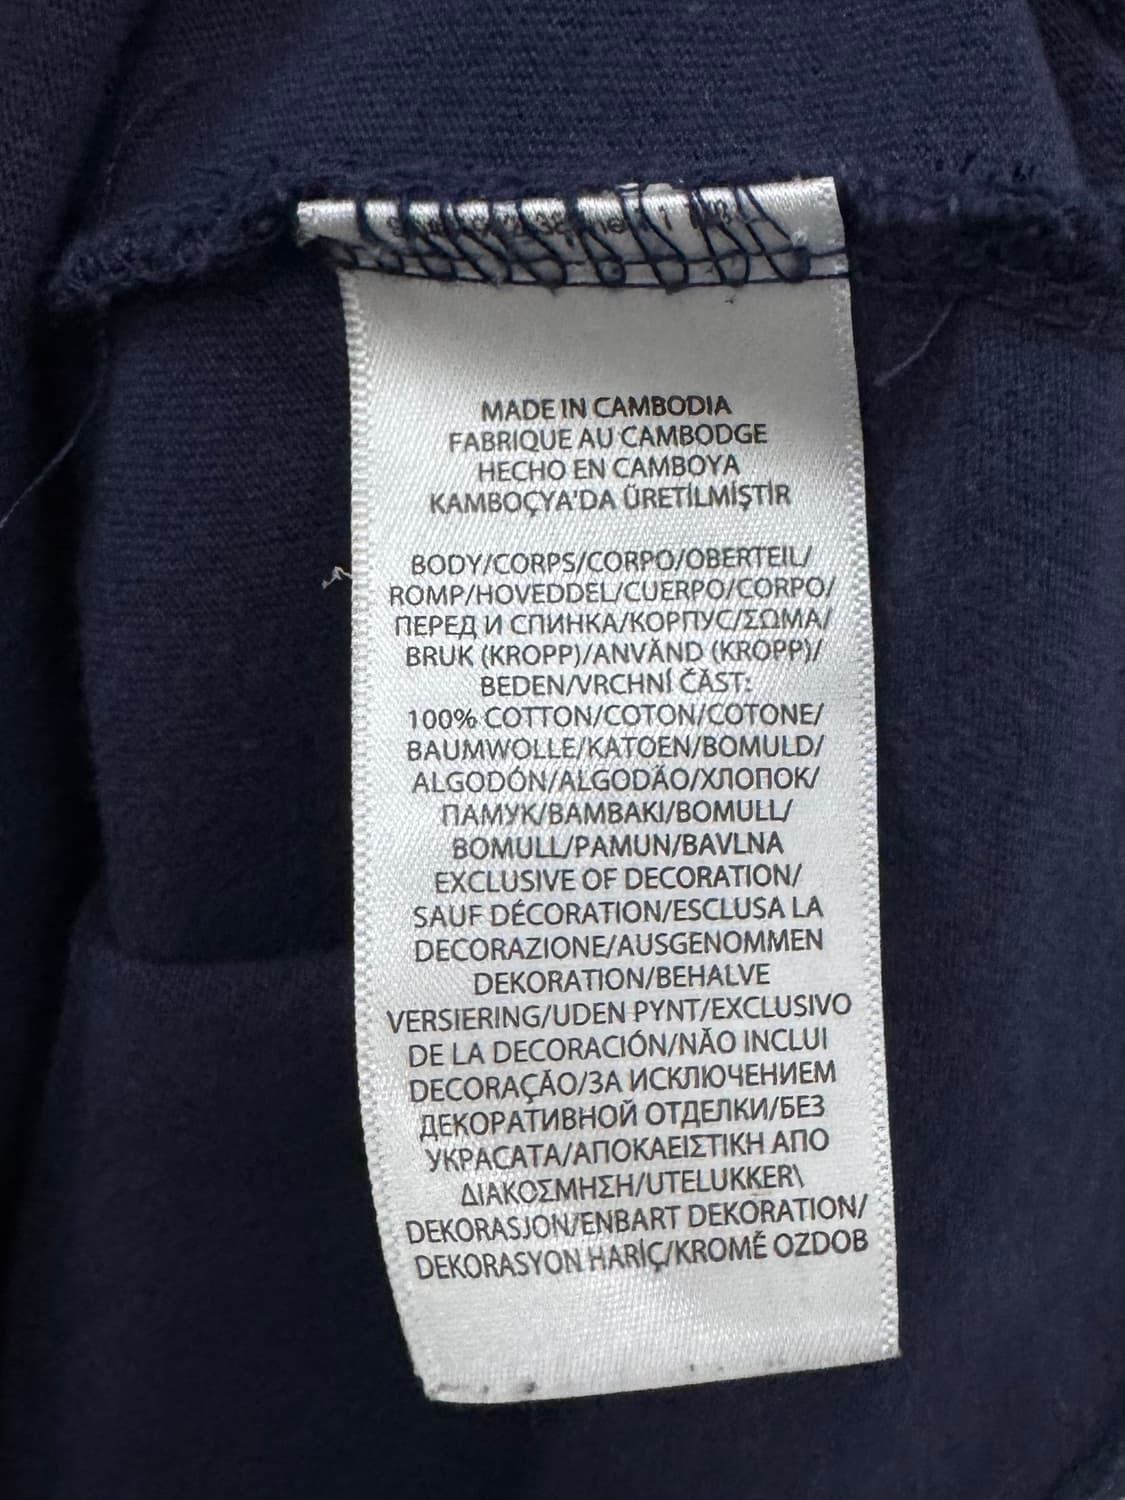 MADE IN CAMBODIA
FABRIQUE AU CAMBODGE
HECHO EN CAMBOYA
KAMBOÇYA'DA ÜRETİLMİŞTİR
BODY/CORPS/CORPO/OBERTEIL/
ROMP/HOVEDDEL/CUERPO/CORPO/
ПЕРЕД И СПИНКА/КОРПУС/ΣΩΜΑ/
BRUK (KROPP)/ANVÄND (KROPP)/
BEDEN/VRCHNÍ ČÁST:
100% COTTON/COTON/COTONE/
BAUMWOLLE/KATOEN/BOMULD/
ALGODÓN/ALGODÃO/ХЛОПОК/
ПАМУК/ΒΑΜΒΑΚΙ/BOMULL/
BOMULL/PAMUN/BAVLNA
EXCLUSIVE OF DECORATION/
SAUF DÉCORATION/ESCLUSA LA
DECORAZIONE/AUSGENOMMEN
DEKORATION/BEHALVE
VERSIERING/UDEN PYNT/EXCLUSIVO
DE LA DECORACIÓN/NÃO INCLUI
DECORAÇÃO/ЗА ИСКЛЮЧЕНИЕМ
ДЕКОРАТИВНОЙ ОТДЕЛКИ/БЕЗ
УКРАСАТА/ΑΠΟΚΑΕΙΣΤΙΚΗ ΑΠΟ
ΔΙΑΚΟΣΜΗΣΗ/UTELUKKER\
DEKORASJON/ENBART DEKORATION/
DEKORASYON HARİÇ/KROMĚ OZDOB